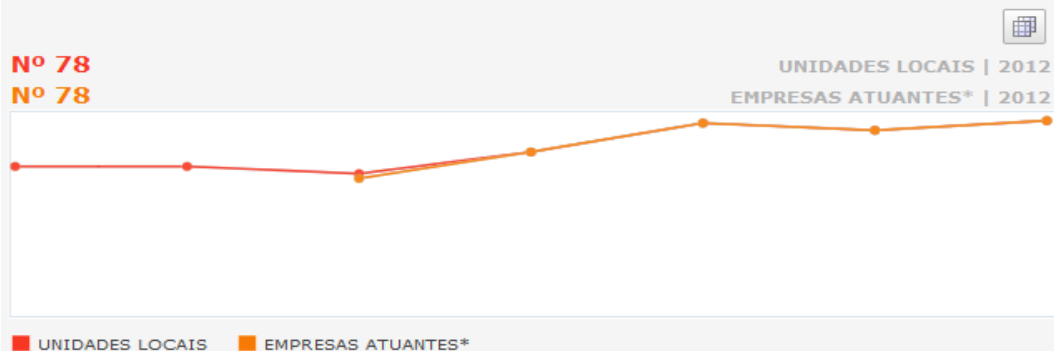 Nº 78
UNIDADES LOCAIS | 2012
Nº 78
EMPRESAS ATUANTES* | 2012
UNIDADES LOCAIS
EMPRESAS ATUANTES*